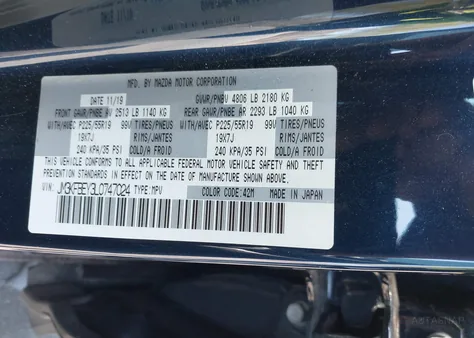 MFD. BY MAZDA MOTOR CORPORATION
DATE 11/19 GVWR/PNBV 4806 LB 2180 KG
FRONT GAWR/PNBE AV 2513 LB 1140 KG REAR GAWR/PNBE AR 2293 LB 1040 KG
WITH/AVEC P225/55R19 99V TIRES/PNEUS WITH/AVEC P225/55R19 99V TIRES/PNEUS
19X7J RIMS/JANTES 19X7J RIMS/JANTES
240 KPA/35 PSI COLD/A FROID 240 KPA/35 PSI COLD/A FROID
THIS VEHICLE CONFORMS TO ALL APPLICABLE FEDERAL MOTOR VEHICLE SAFETY AND THEFT
PREVENTION STANDARDS IN EFFECT ON THE DATE OF MANUFACTURE SHOWN ABOVE.
VIN: TYPE: MPV COLOR CODE: 42M MADE IN JAPAN